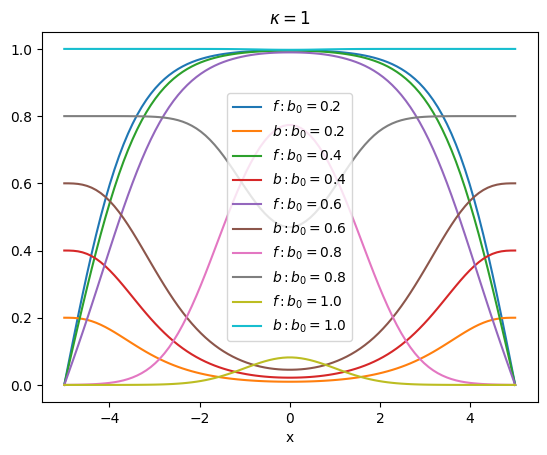 κ = 1
1.0
0.8
0.6
0.4
0.2
0.0
f : b₀ = 0.2
b : b₀ = 0.2
f : b₀ = 0.4
b : b₀ = 0.4
f : b₀ = 0.6
b : b₀ = 0.6
f : b₀ = 0.8
b : b₀ = 0.8
f : b₀ = 1.0
b : b₀ = 1.0
−4 −2 0 2 4
x